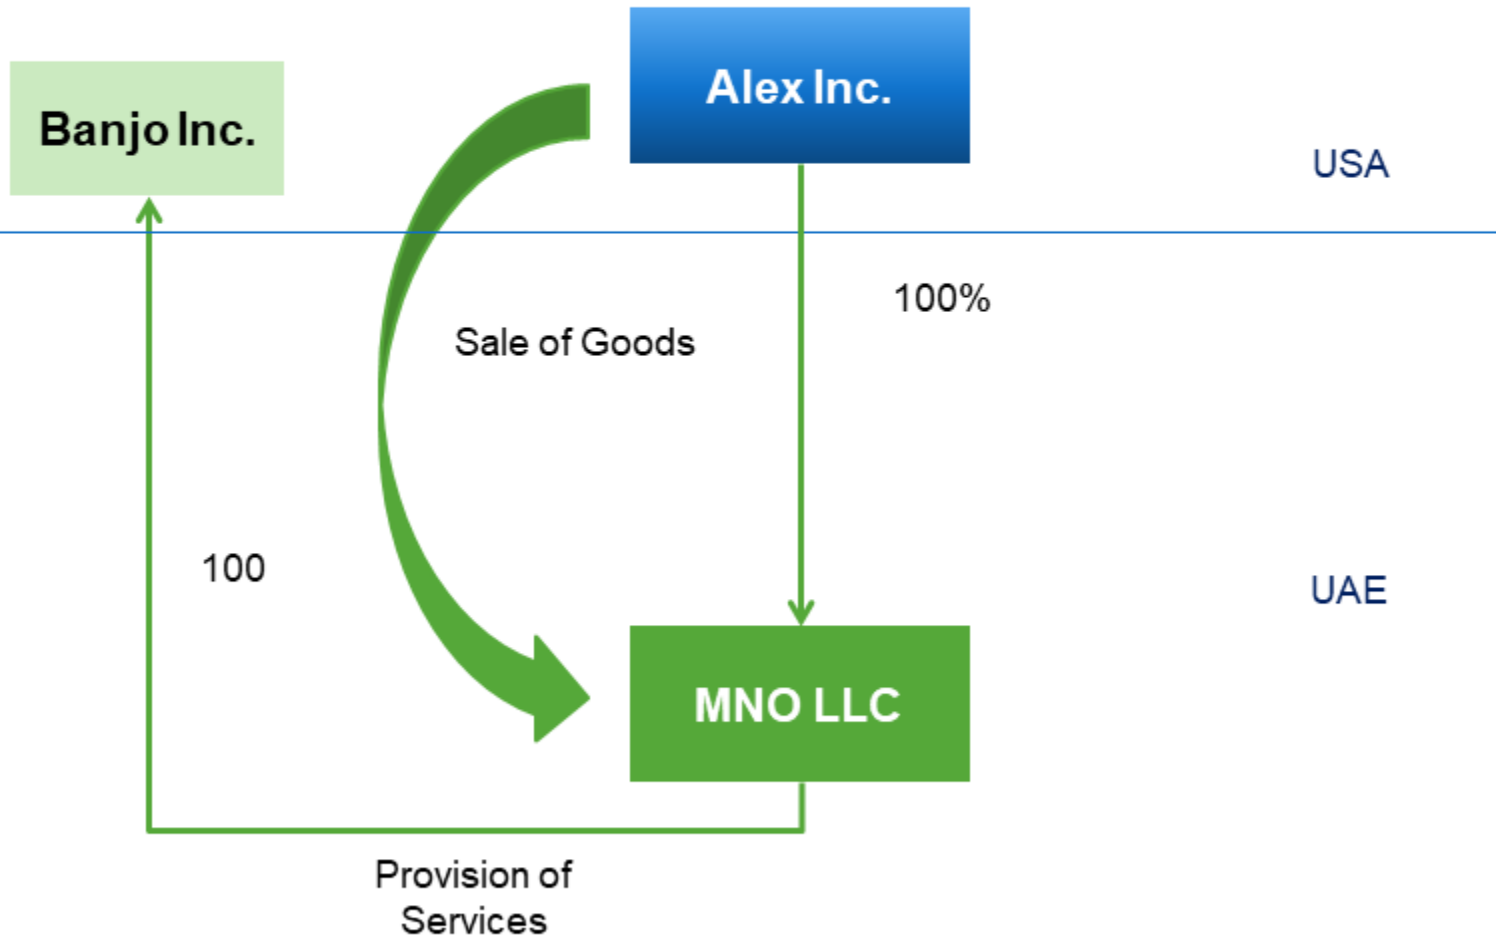 Alex Inc.
Banjo Inc.
USA
100%
Sale of Goods
100
UAE
MNO LLC
Provision of
Services